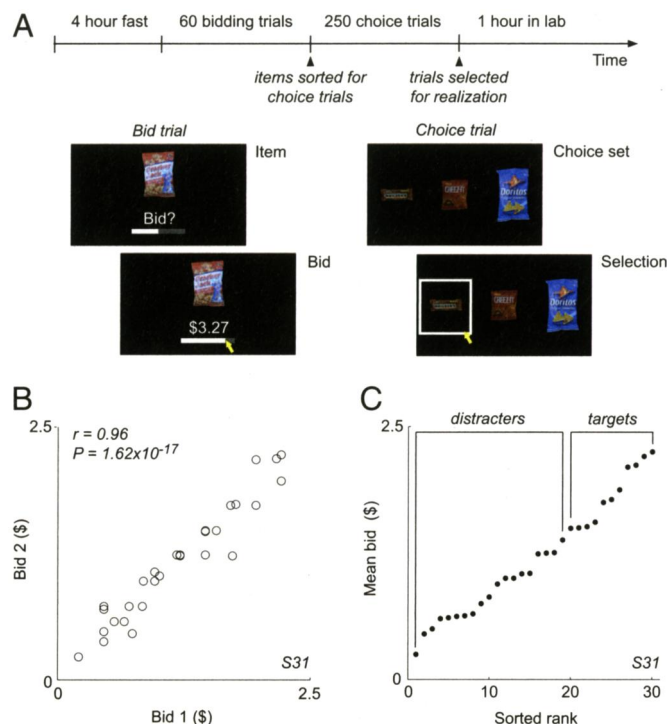 A
4 hour fast 60 bidding trials 250 choice trials 1 hour in lab
Time
items sorted for choice trials
trials selected for realization
Bid trial
Item
Bid?
Bid
$3.27
Choice trial
Choice set
Doritos
Selection
Doritos
B
r = 0.96
P = 1.62x10-17
2.5
Bid 2 ($)
0
0
2.5
Bid 1 ($)
S31
C
distracters
targets
2.5
Mean bid ($)
0
0
10
20
30
Sorted rank
S31